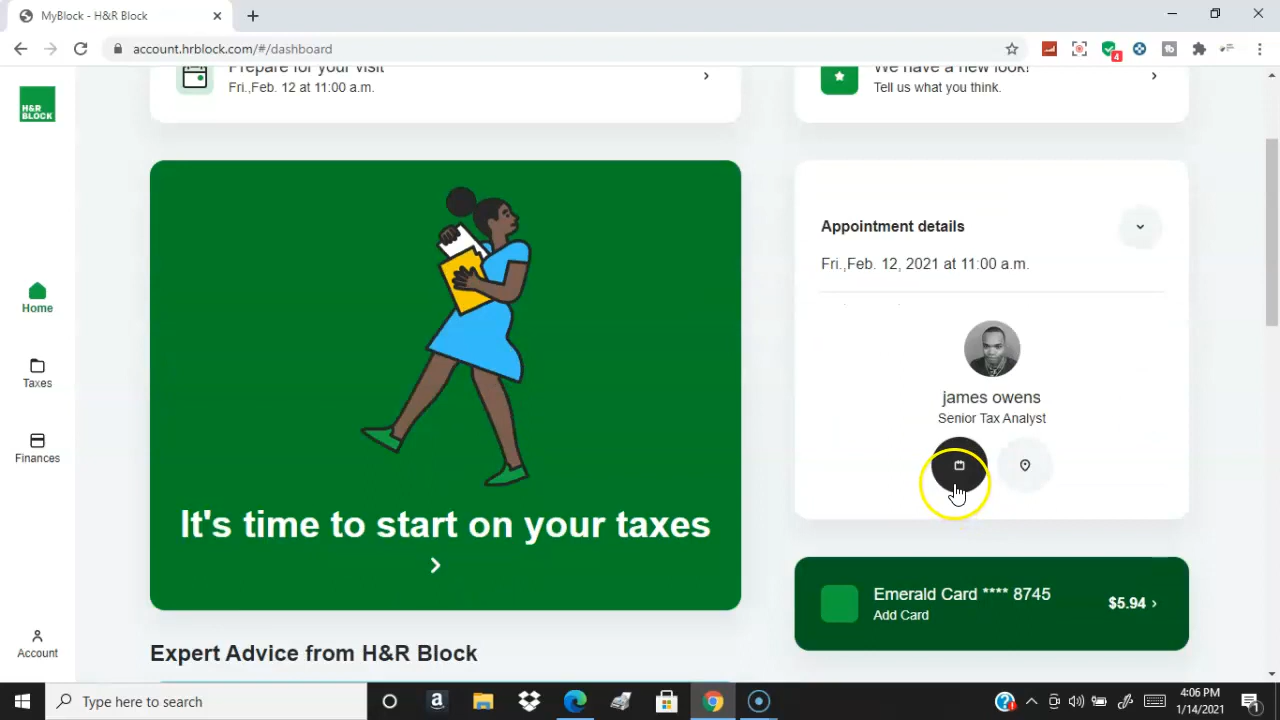 MyBlock - H&R Block
account.hrblock.com/#/dashboard
4
H&R
BLOCK
Prepare for your visit
Fri.,Feb. 12 at 11:00 a.m.
We have a new look!
Tell us what you think.
Home
Taxes
Finances
Account
It's time to start on your taxes
Appointment details
Fri.,Feb. 12, 2021 at 11:00 a.m.
james owens
Senior Tax Analyst
Emerald Card **** 8745
Add Card
$5.94
Expert Advice from H&R Block
Type here to search
4:06 PM
1/14/2021
1